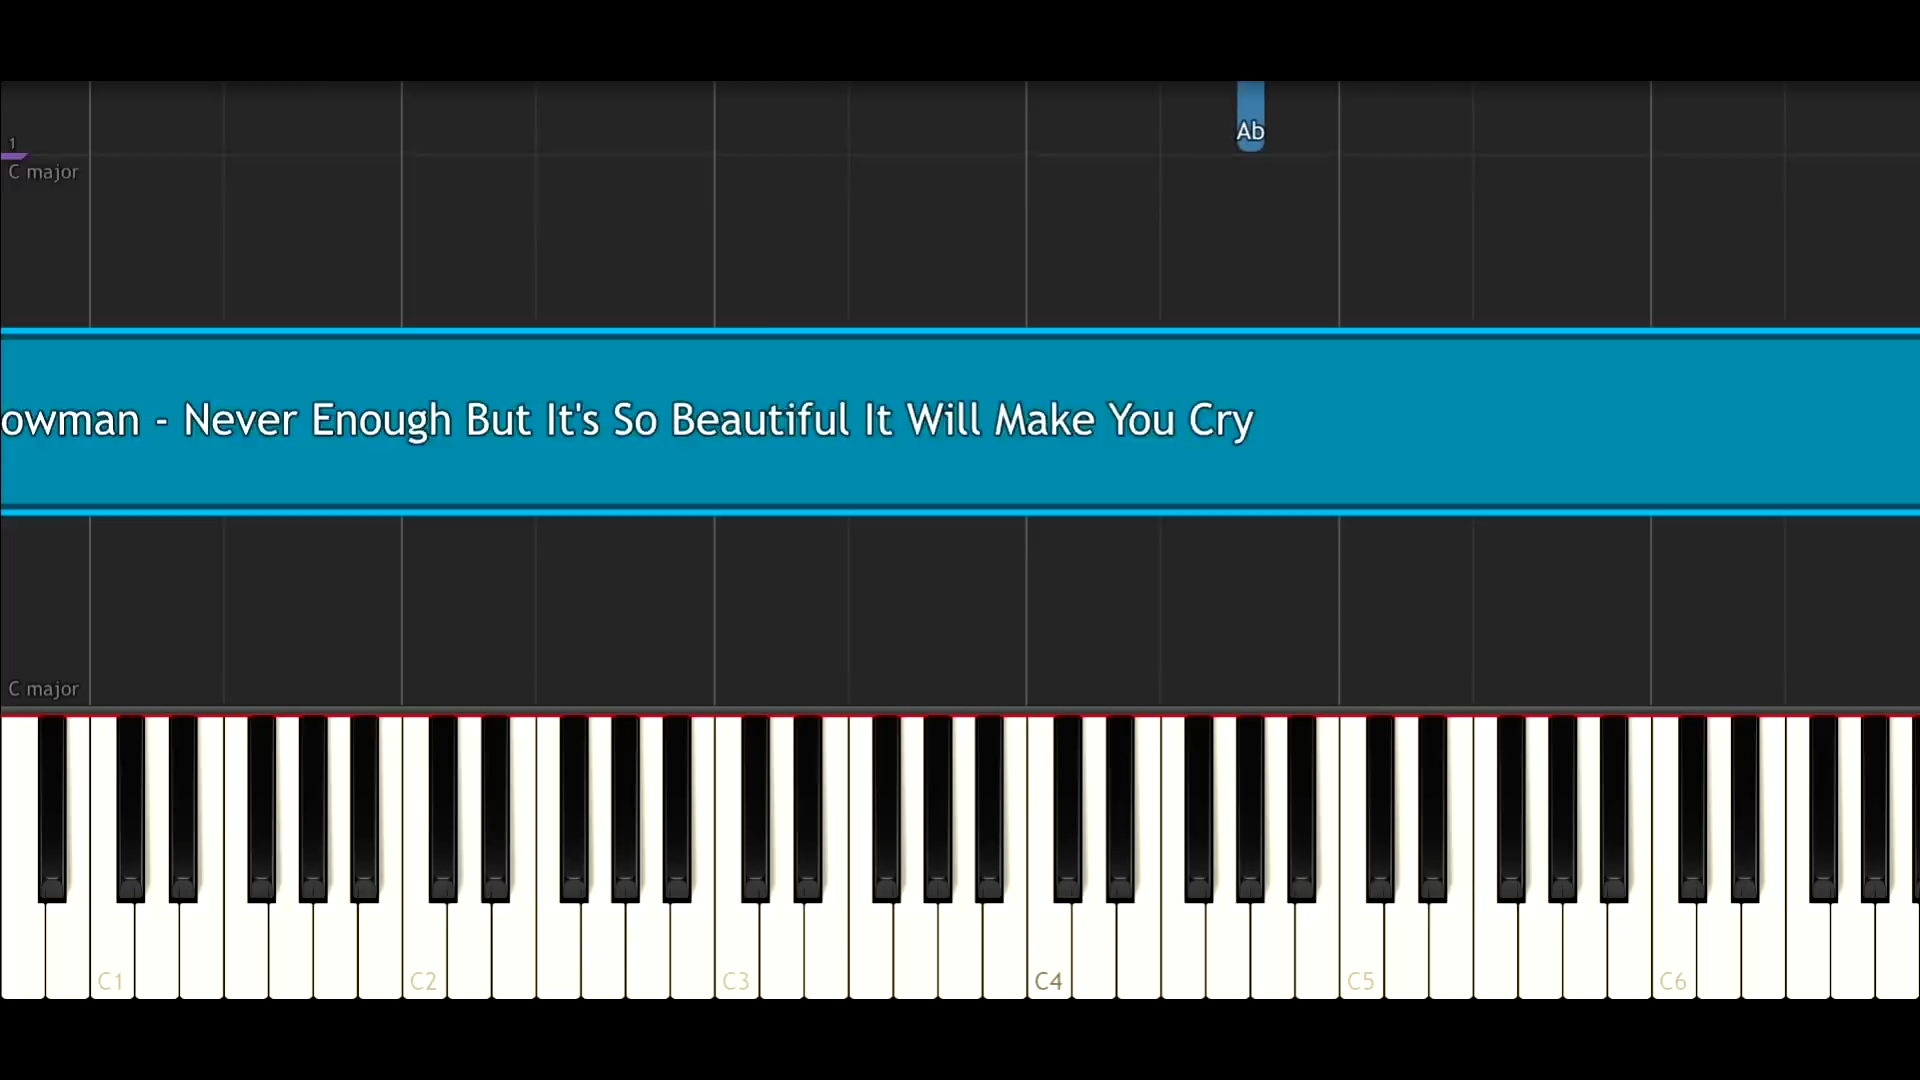 Ab
1
C major
owman - Never Enough But It's So Beautiful It Will Make You Cry
C major
C1 C2 C3 C4 C5 C6